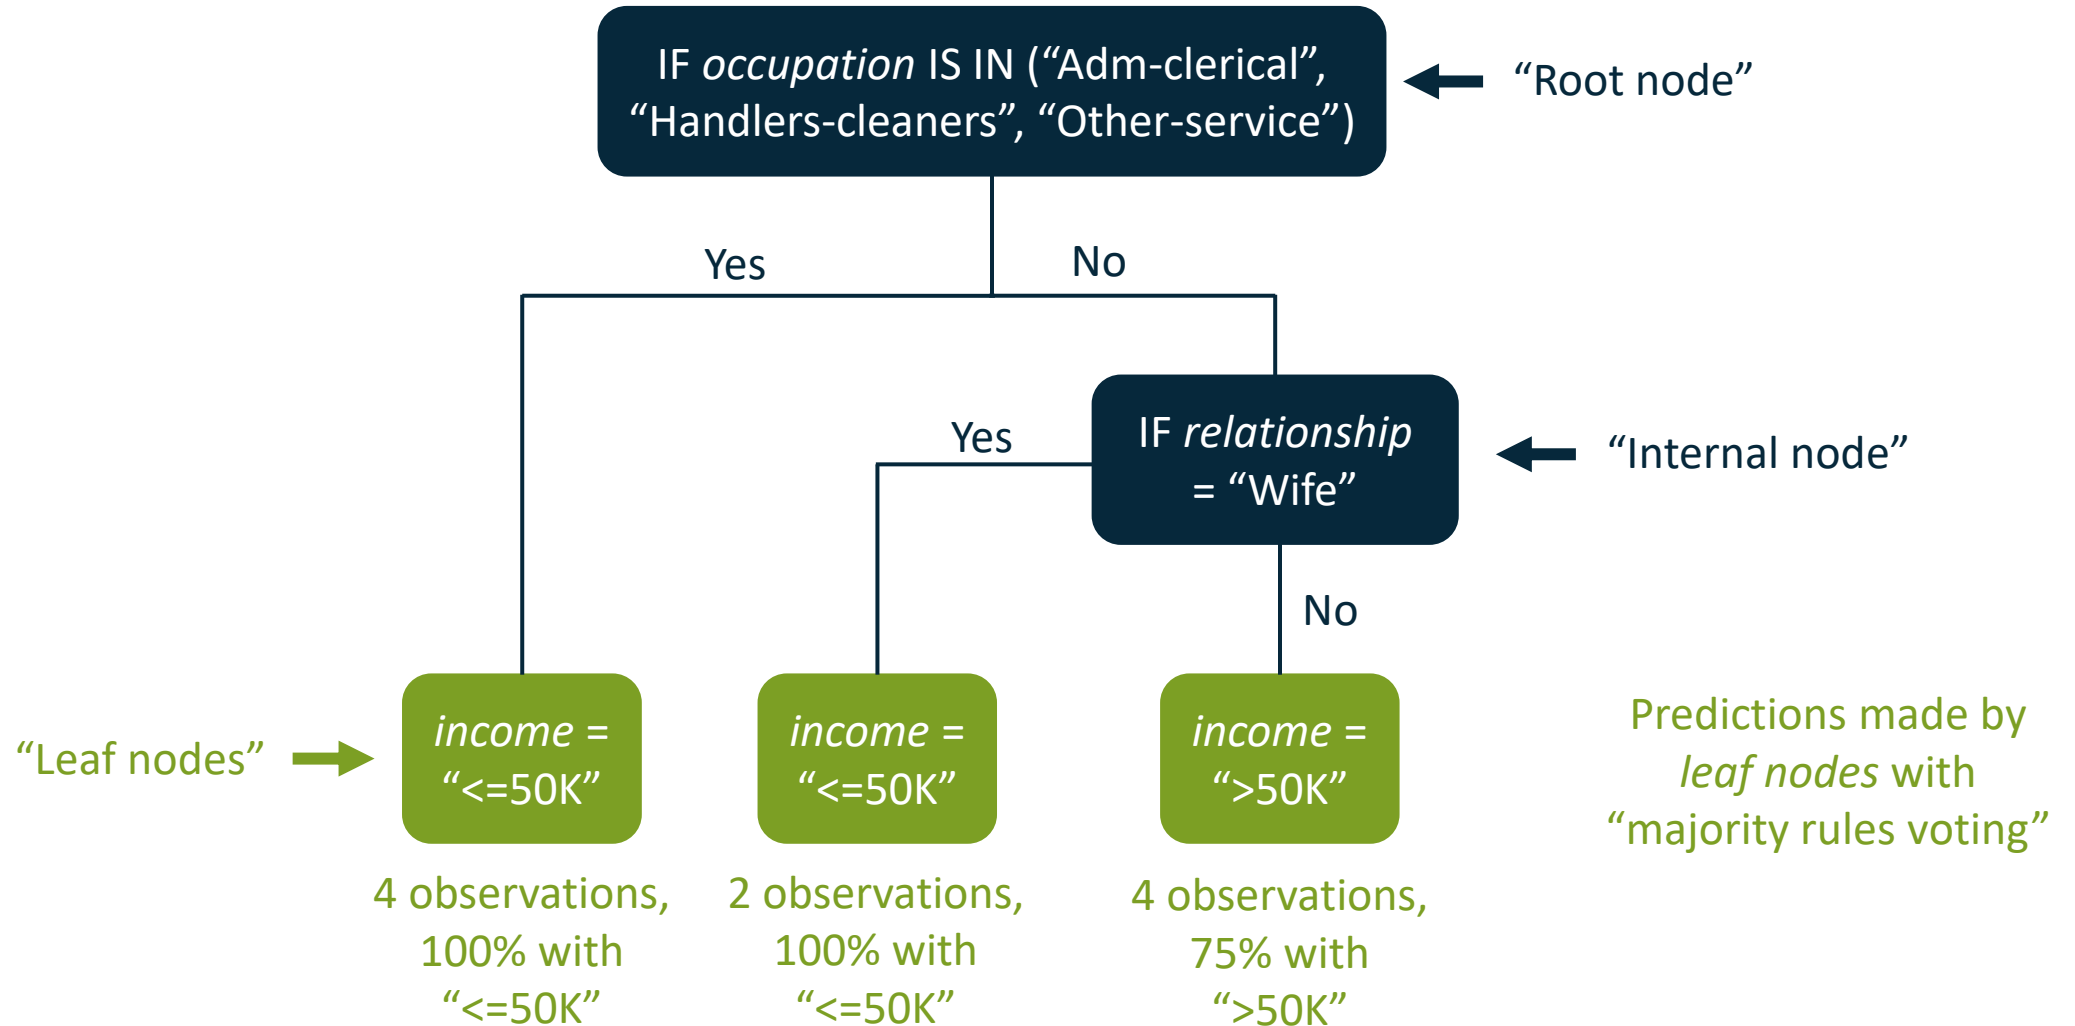 IF occupation IS IN (“Adm-clerical”,
“Handlers-cleaners”, “Other-service”)
“Root node”
Yes
No
IF relationship
= “Wife”
“Internal node”
Yes
No
“Leaf nodes”
income =
“<=50K”
income =
“<=50K”
income =
“>50K”
Predictions made by
leaf nodes with
“majority rules voting”
4 observations,
100% with
“<=50K”
2 observations,
100% with
“<=50K”
4 observations,
75% with
“>50K”